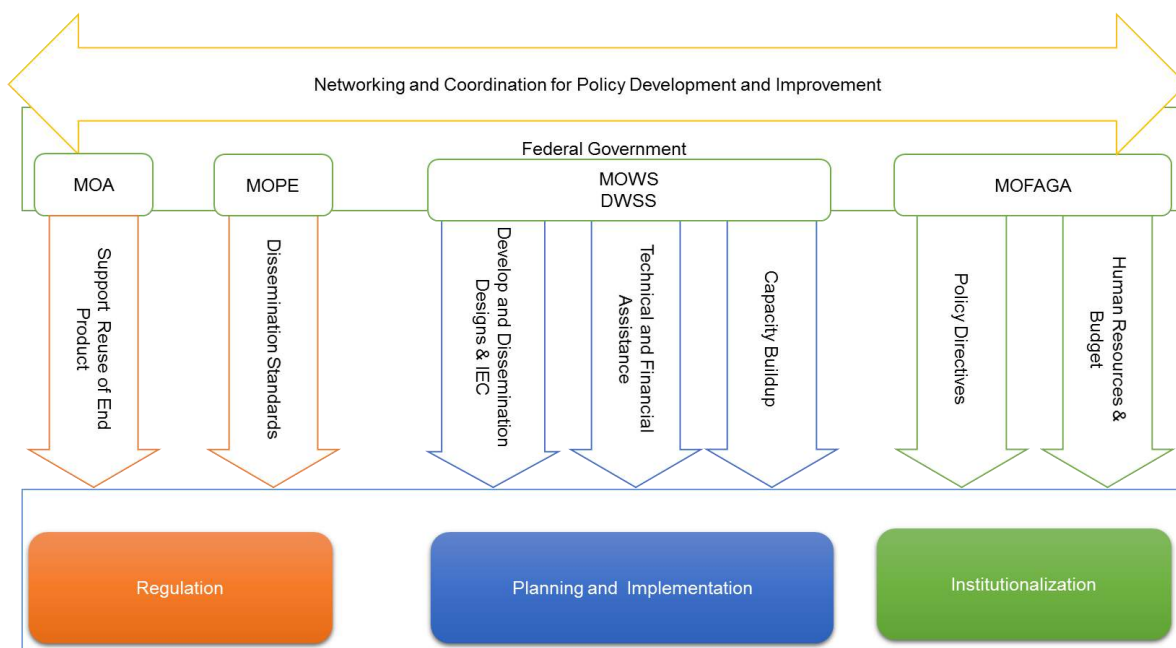 Networking and Coordination for Policy Development and Improvement
Federal Government
MOA
MOPE
MOWS
DWSS
MOFAGA
Support Reuse of End
Product
Dissemination Standards
Develop and Dissemination
Designs & IEC
Technical and Financial
Assistance
Capacity Buildup
Policy Directives
Human Resources &
Budget
Regulation
Planning and Implementation
Institutionalization